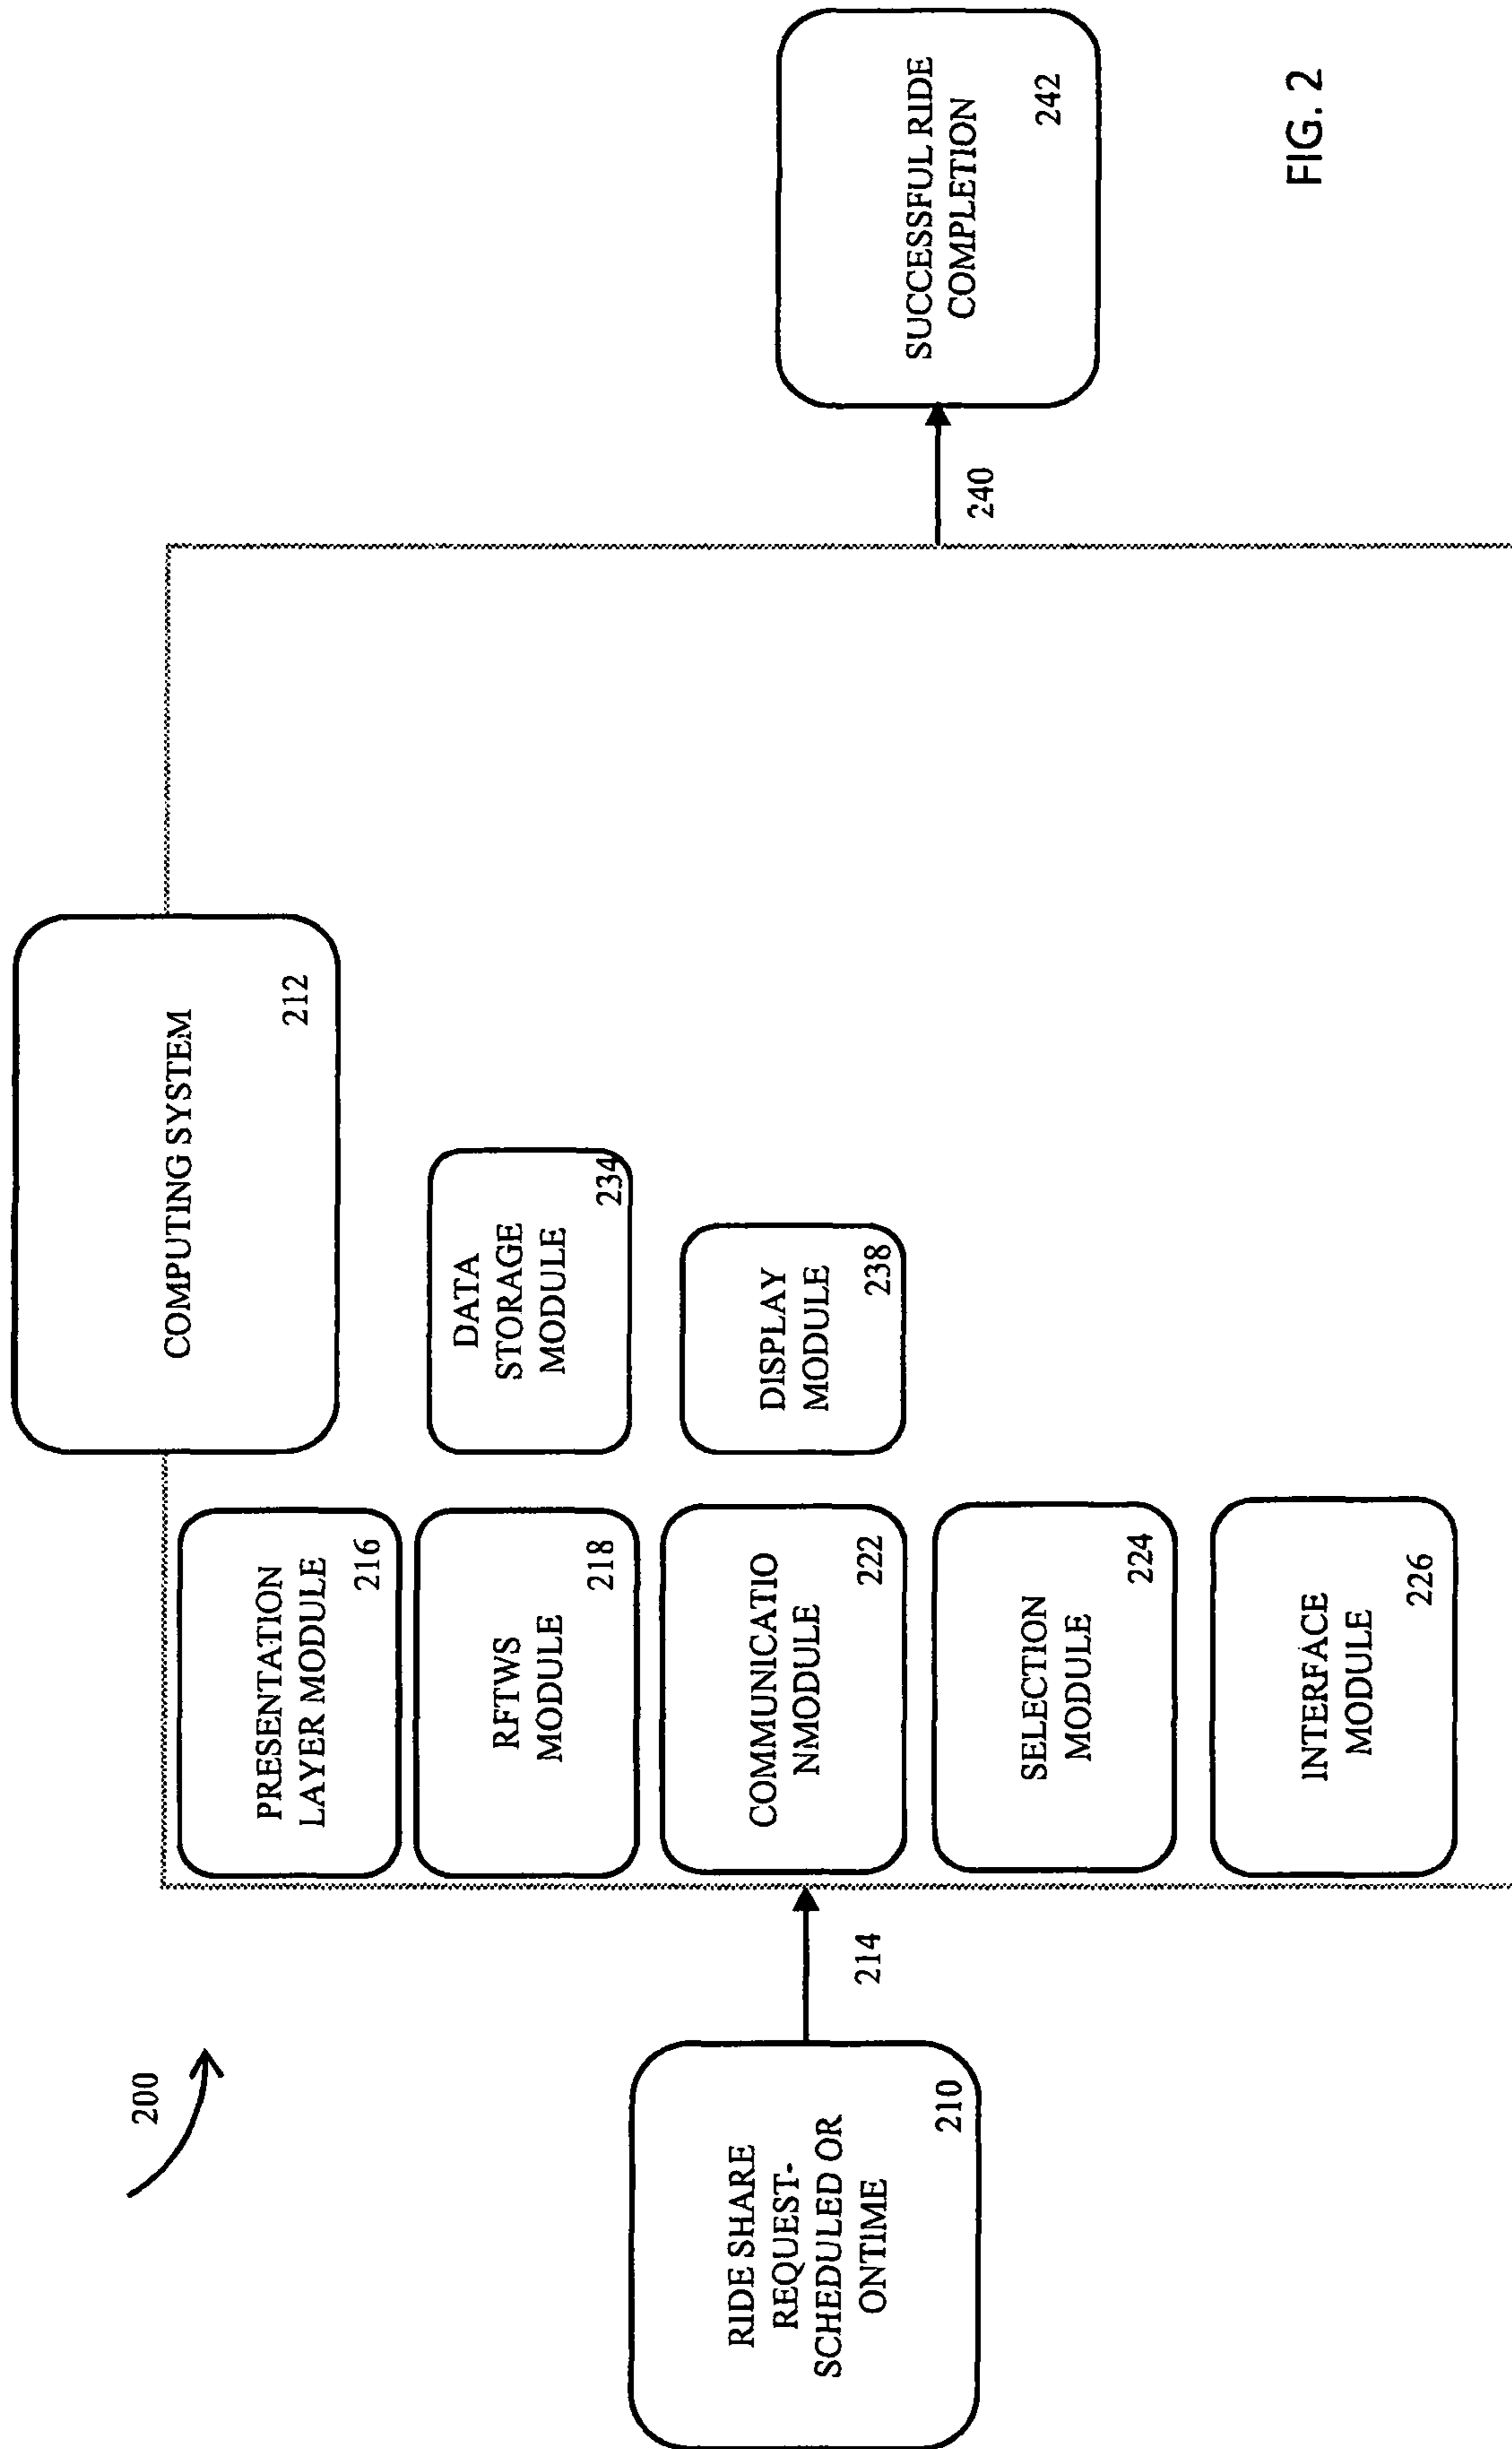 200
COMPUTING SYSTEM
212
PRESENTATION
LAYER MODULE
216
RFTWS
MODULE
218
DATA
STORAGE
MODULE
234
RIDE SHARE
REQUEST-
SCHEDULED OR
ONTIME
210
214
COMMUNICATIO
NMODULE
222
DISPLAY
MODULE
238
SELECTION
MODULE
224
INTERFACE
MODULE
226
240
SUCCESSFUL RIDE
COMPLETION
242
FIG. 2